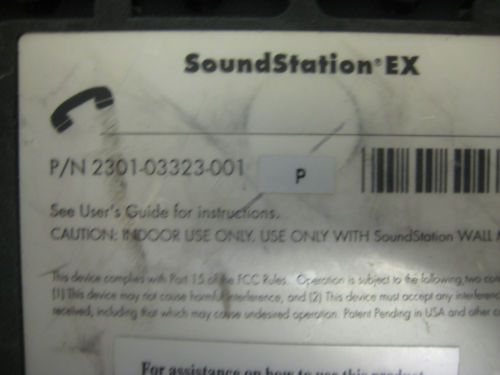 SoundStation® EX
P/N 2301-03323-001 P
See User's Guide for instructions.
CAUTION: INDOOR USE ONLY. USE ONLY WITH SoundStation WALL
This device complies with Part 15 of the FCC Rules. Operation is subject to the following two
(1) This device may not cause harmful interference, and (2) This device must accept any interference
received, including that which may cause undesired operation. Patent Pending in USA and other
For assistance on how to use this product